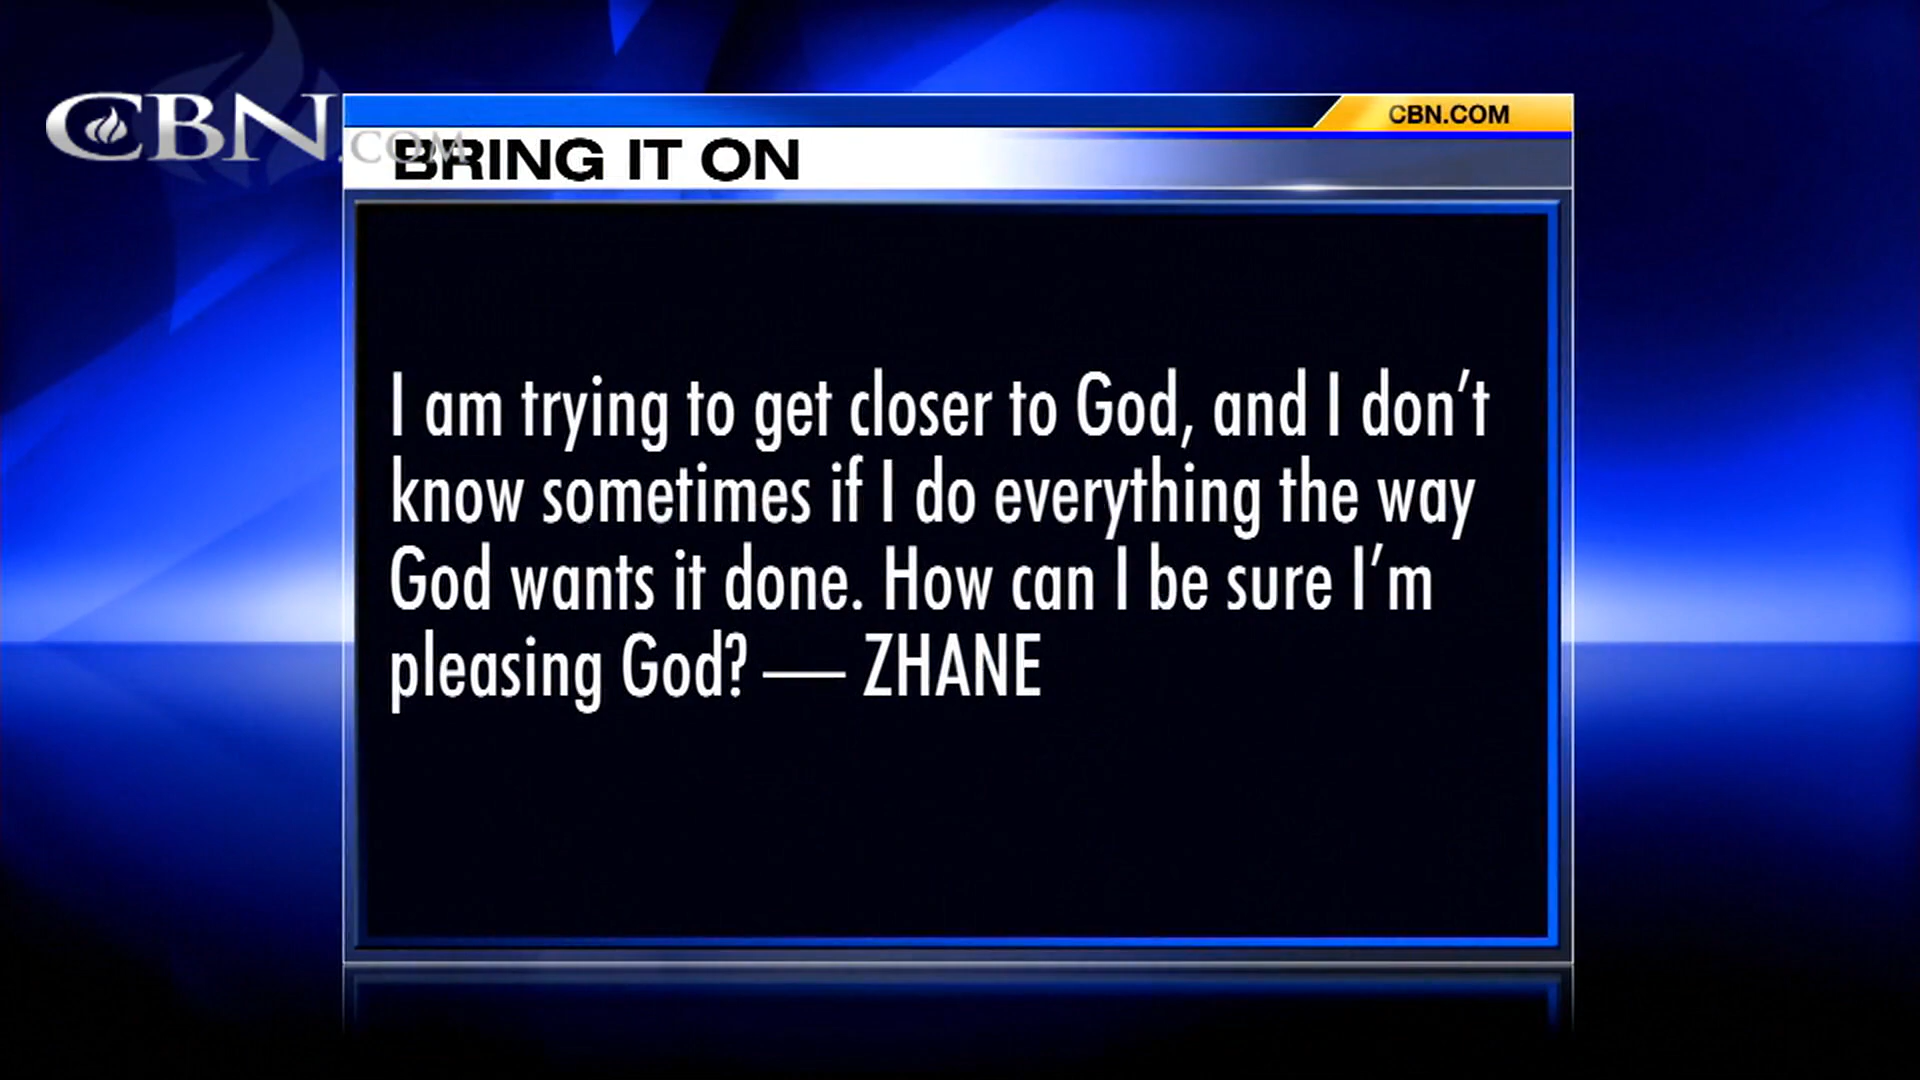 CBN.COM
CBN.COM
BRING IT ON
I am trying to get closer to God, and I don't
know sometimes if I do everything the way
God wants it done. How can I be sure I'm
pleasing God? — ZHANE